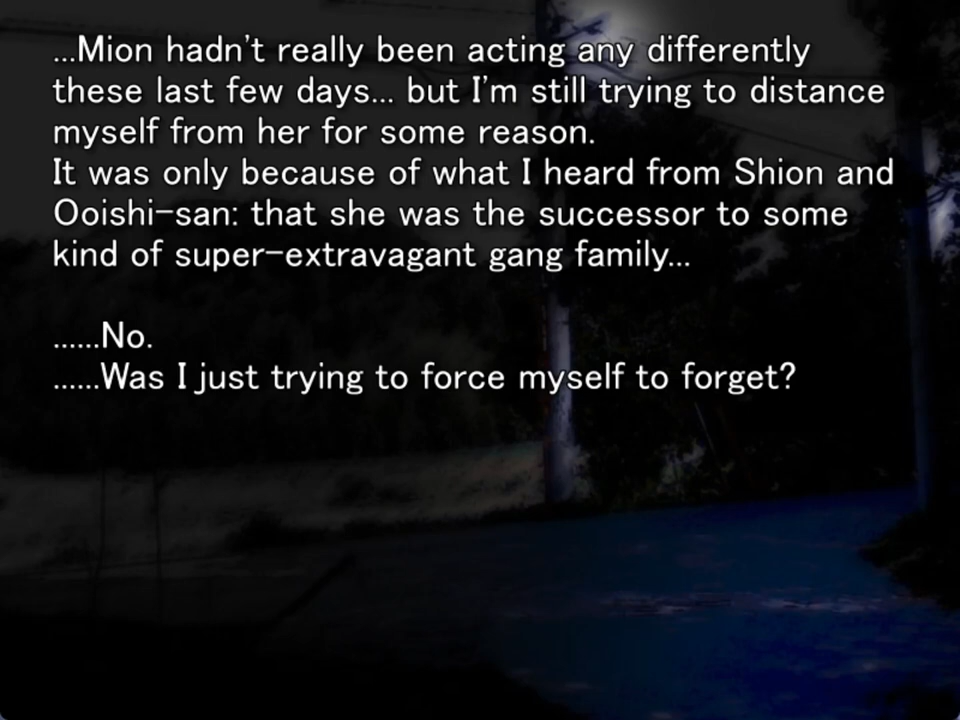 ...Mion hadn't really been acting any differently
these last few days... but I'm still trying to distance
myself from her for some reason.
It was only because of what I heard from Shion and
Ooishi-san: that she was the successor to some
kind of super-extravagant gang family...
......No.
......Was I just trying to force myself to forget?